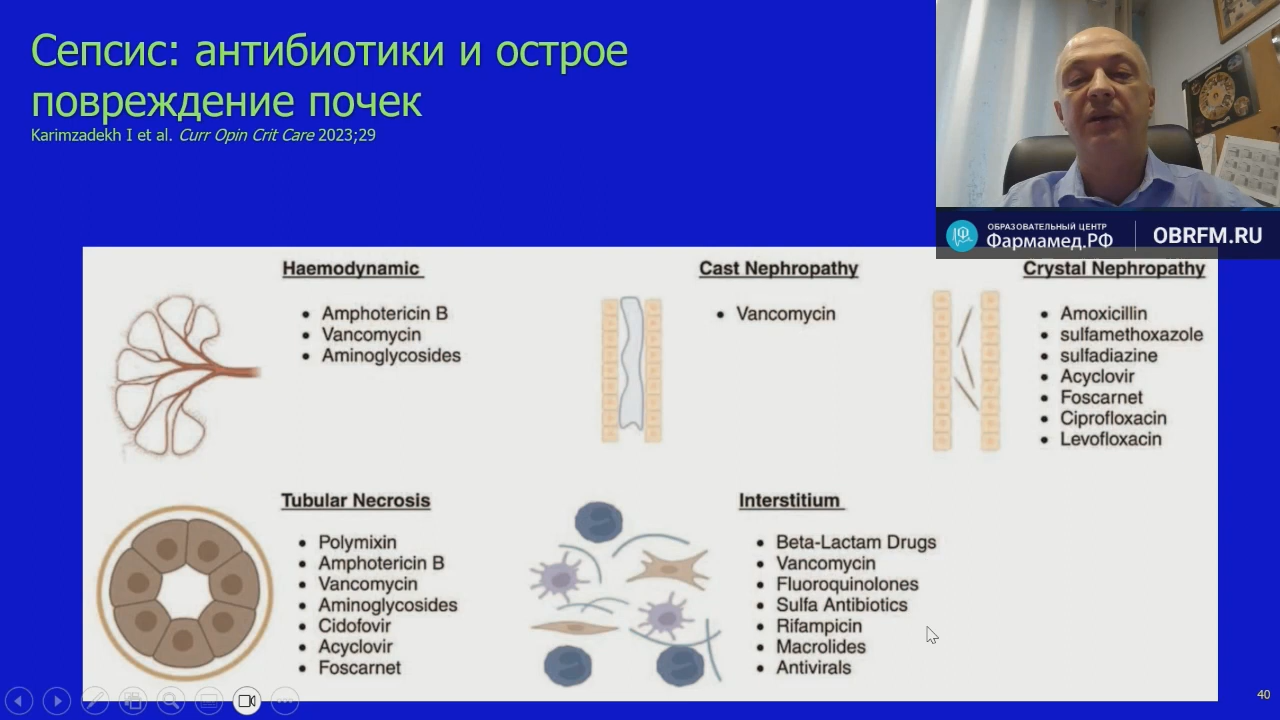 Сепсис: антибиотики и острое
повреждение почек
Karimzadekh I et al. Curr Opin Crit Care 2023;29
ОБРАЗОВАТЕЛЬНЫЙ ЦЕНТР
Фармамед.РФ
OBRFM.RU
Haemodynamic
• Amphotericin B
• Vancomycin
• Aminoglycosides
Cast Nephropathy
• Vancomycin
Crystal Nephropathy
• Amoxicillin
• sulfamethoxazole
• sulfadiazine
• Acyclovir
• Foscarnet
• Ciprofloxacin
• Levofloxacin
Tubular Necrosis
• Polymixin
• Amphotericin B
• Vancomycin
• Aminoglycosides
• Cidofovir
• Acyclovir
• Foscarnet
Interstitium
• Beta-Lactam Drugs
• Vancomycin
• Fluoroquinolones
• Sulfa Antibiotics
• Rifampicin
• Macrolides
• Antivirals
40